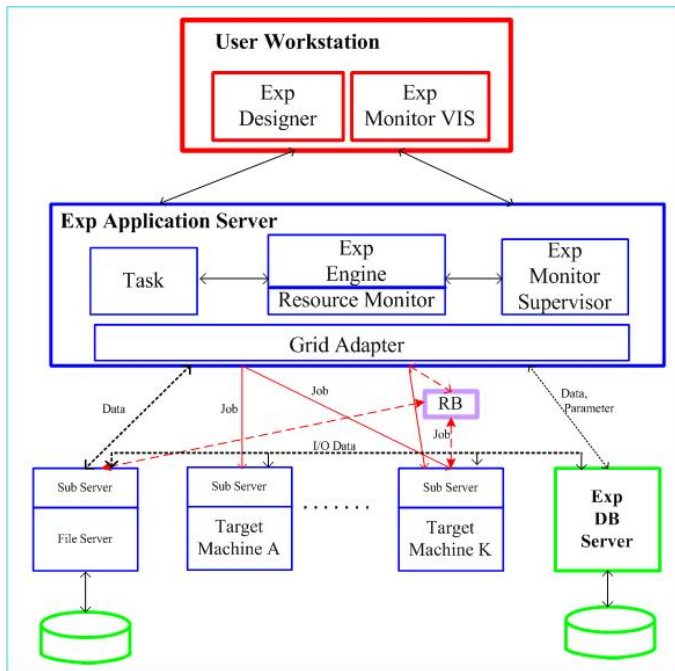 User Workstation
Exp
Designer
Exp
Monitor VIS
Exp Application Server
Task
Exp
Engine
Resource Monitor
Exp
Monitor
Supervisor
Grid Adapter
Data
Job
Job
RB
Data,
Parameter
Job
I/O Data
Sub Server
File Server
Sub Server
Target
Machine A
.......
Sub Server
Target
Machine K
Exp
DB
Server